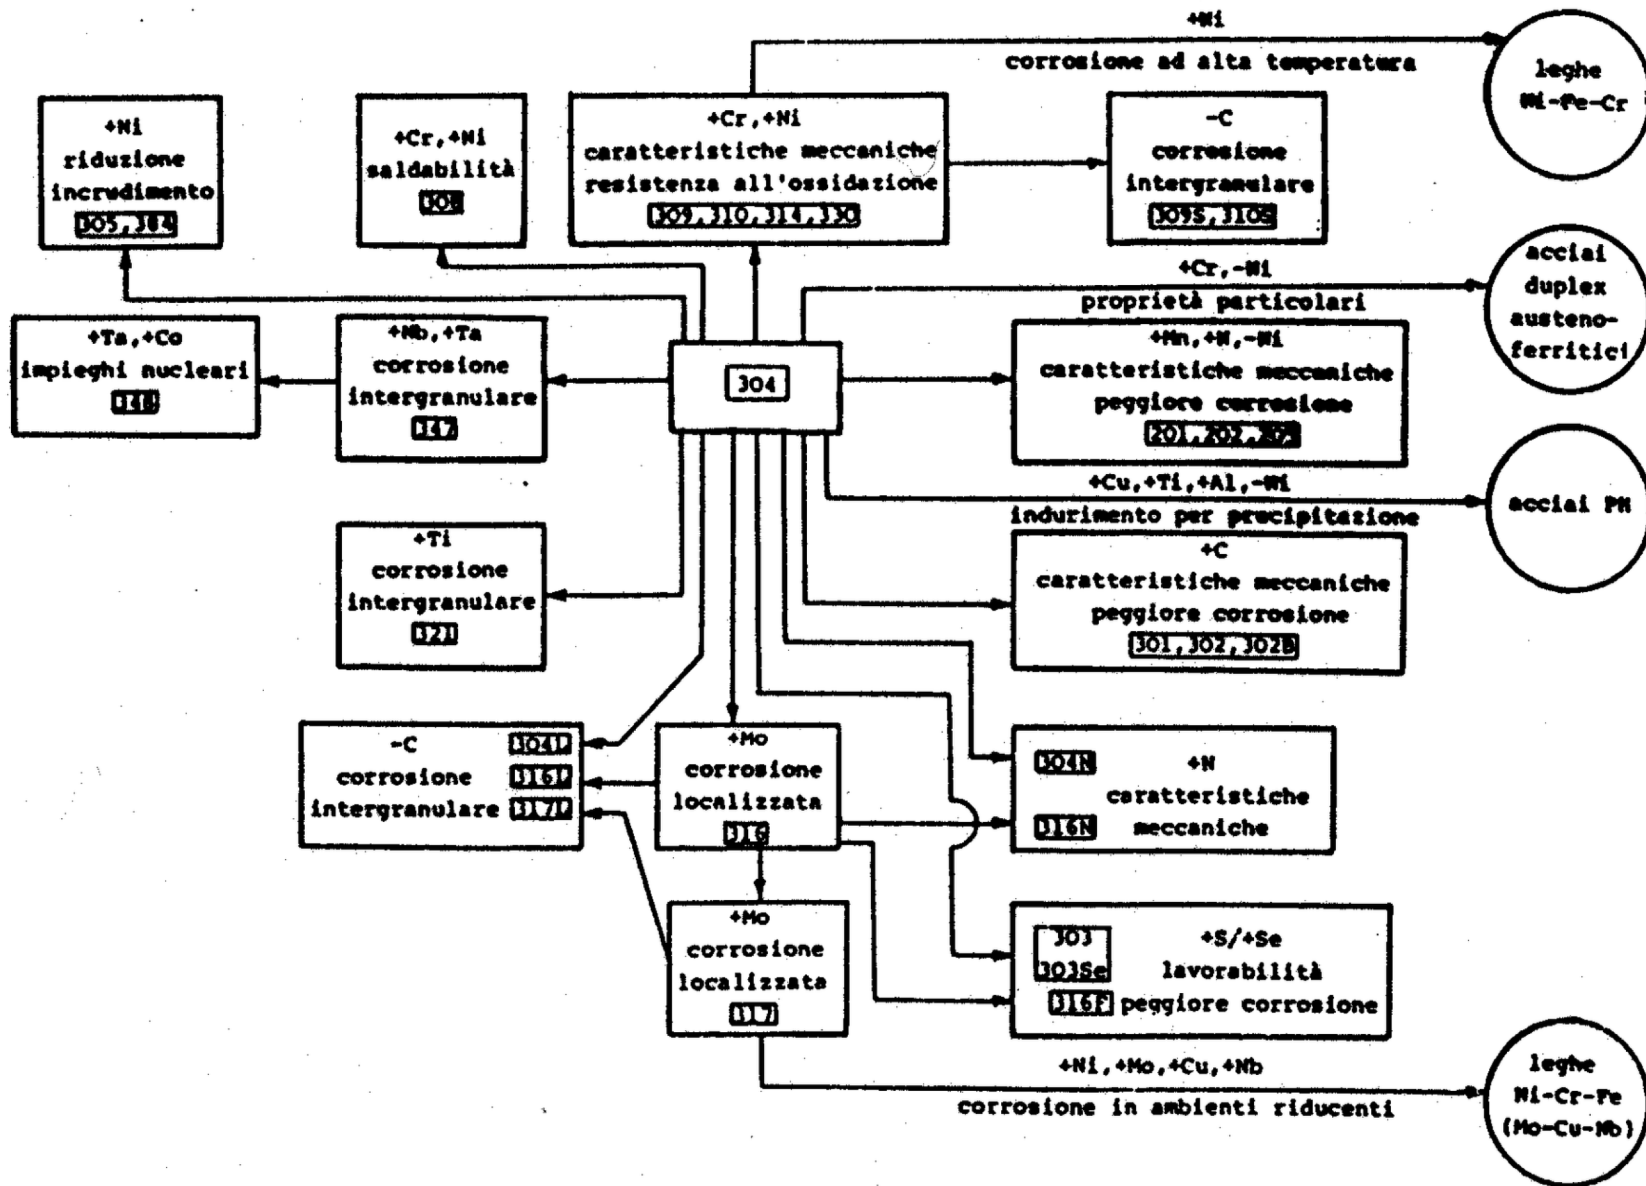 +Ni
corrosione ad alta temperatura
leghe
Ni-Fe-Cr
+Ni
riduzione
incrudimento
305,384
+Cr,+Ni
saldabilità
308
+Cr,+Ni
caratteristiche meccaniche
resistenza all'ossidazione
309,310,314,330
-C
corrosione
intergranulare
309S,310S
+Cr,-Ni
proprietà particolari
acciai
duplex
austeno-
ferritici
+Ta,+Co
impieghi nucleari
348
+Nb,+Ta
corrosione
intergranulare
347
304
+Mn,+N,-Ni
caratteristiche meccaniche
peggiore corrosione
201,202,205
+Cu,+Ti,+Al,-Ni
indurimento per precipitazione
acciai PH
+Ti
corrosione
intergranulare
321
+C
caratteristiche meccaniche
peggiore corrosione
301,302,302B
-C 304L
corrosione 316L
intergranulare 317L
+Mo
corrosione
localizzata
316
304N +N
caratteristiche
316N meccaniche
+Mo
corrosione
localizzata
317
303 +S/+Se
303Se lavorabilità
316F peggiore corrosione
+Ni,+Mo,+Cu,+Nb
corrosione in ambienti riducenti
leghe
Ni-Cr-Fe
(Mo-Cu-Nb)